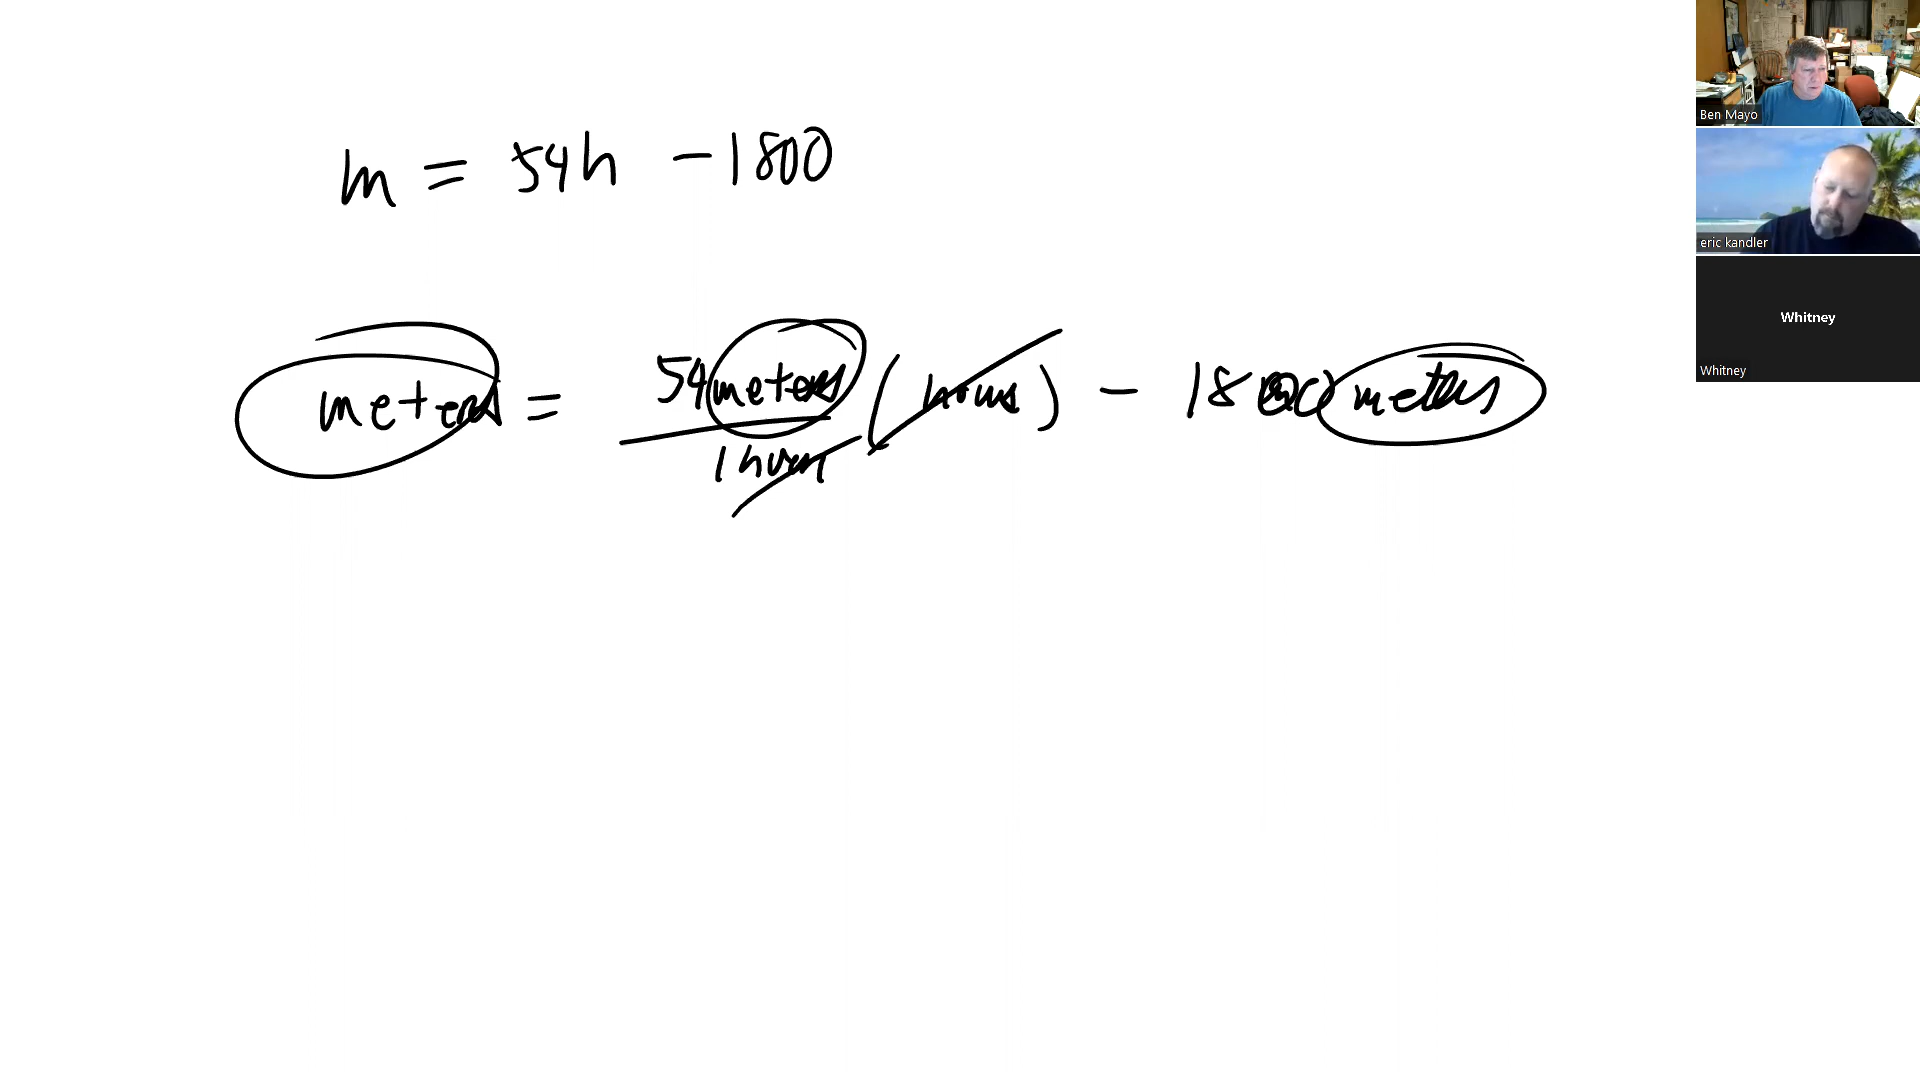 m = 54h - 1800
meters = 54 meters (hours) - 1800 meters
1 hour
Ben Mayo
eric kandler
Whitney
Whitney